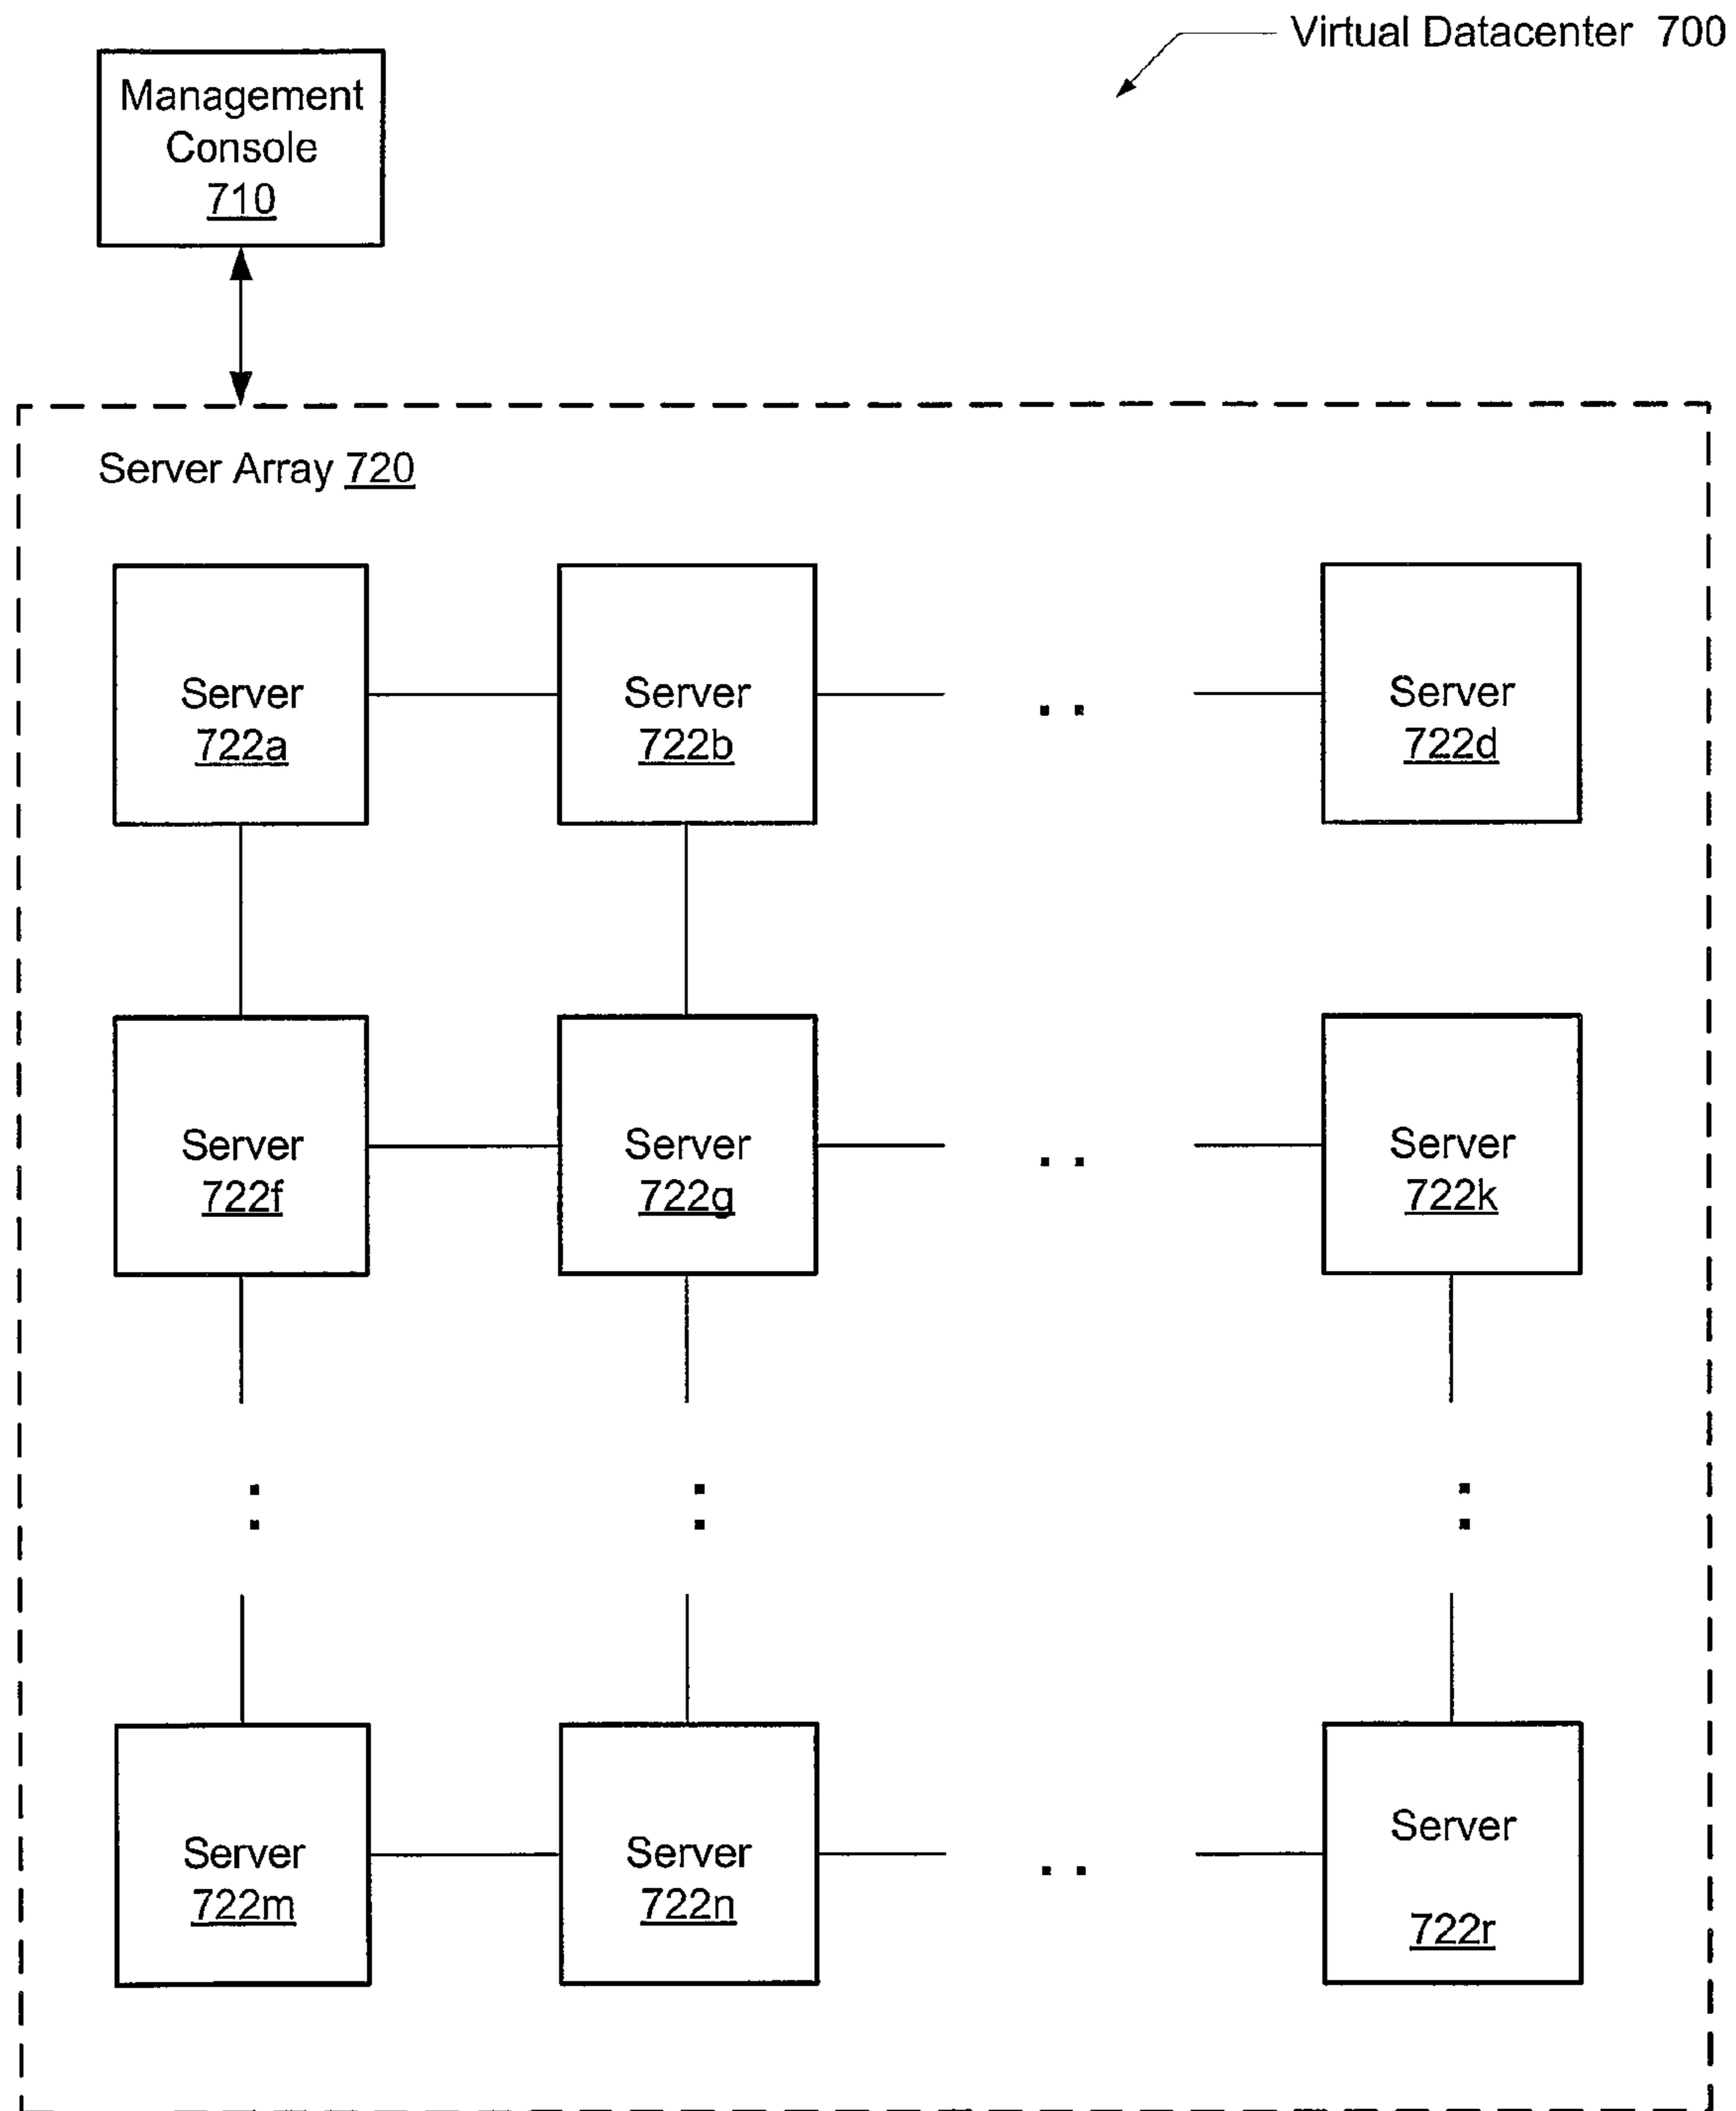 Virtual Datacenter 700
Management
Console
710
Server Array 720
Server
722a
Server
722b
Server
722d
Server
722f
Server
722g
Server
722k
Server
722m
Server
722n
Server
722r